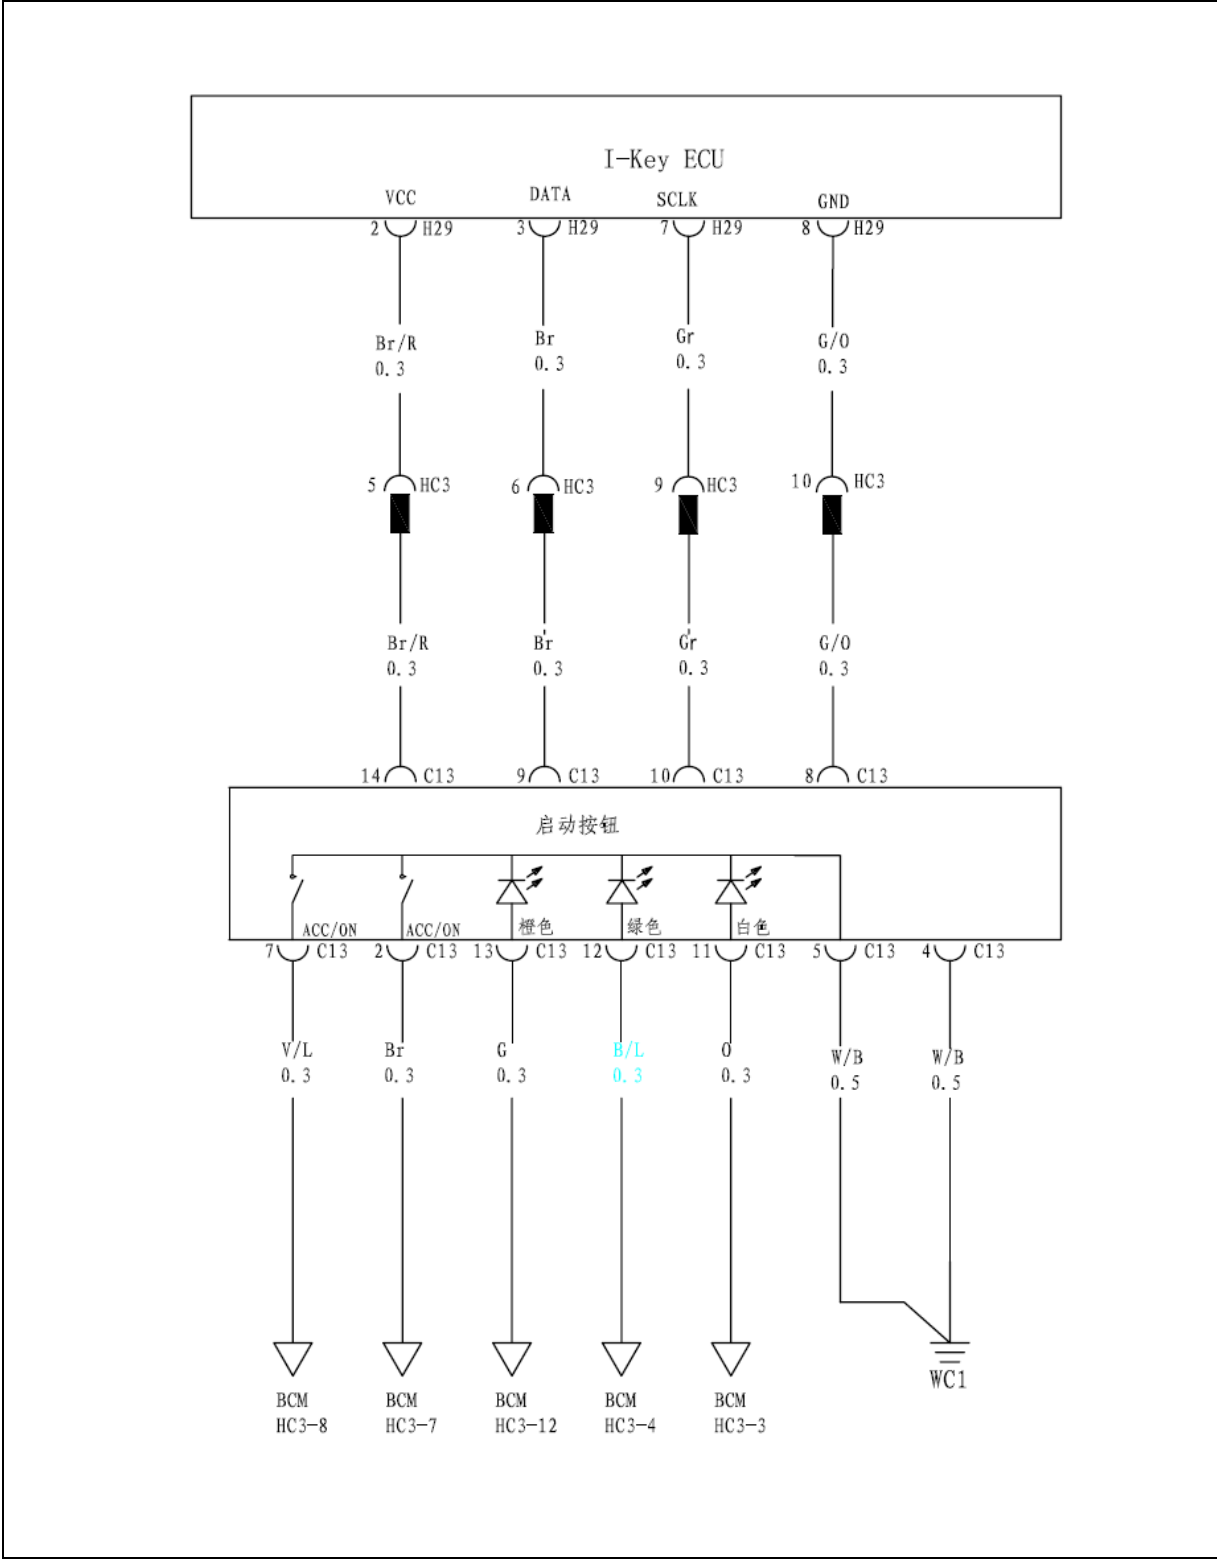 I-Key ECU
VCC DATA SCLK GND
2 H29 3 H29 7 H29 8 H29
Br/R Br Gr G/O
0.3 0.3 0.3 0.3
5 HC3 6 HC3 9 HC3 10 HC3
Br/R Br Gr G/O
0.3 0.3 0.3 0.3
14 C13 9 C13 10 C13 8 C13
启动按钮
ACC/ON ACC/ON 橙色 绿色 白色
7 C13 2 C13 13 C13 12 C13 11 C13 5 C13 4 C13
V/L Br G B/L O W/B W/B
0.3 0.3 0.3 0.3 0.3 0.5 0.5
WC1
BCM BCM BCM BCM BCM
HC3-8 HC3-7 HC3-12 HC3-4 HC3-3